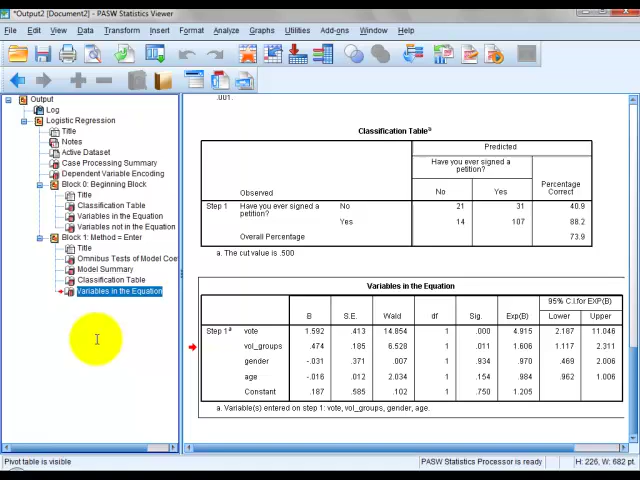 *Output2 [Document2] - PASW Statistics Viewer
File Edit View Data Transform Insert Format Analyze Graphs Utilities Add-ons Window Help
Output
Log
Logistic Regression
Title
Notes
Active Dataset
Case Processing Summary
Dependent Variable Encoding
Block 0: Beginning Block
Title
Classification Table
Variables in the Equation
Variables not in the Equation
Block 1: Method = Enter
Title
Omnibus Tests of Model Coef
Model Summary
Classification Table
Variables in the Equation
.001.
Classification Tableª
Predicted
Have you ever signed a petition?
Percentage Correct
Observed No Yes
Step 1 Have you ever signed a petition? No 21 31 40.9
Yes 14 107 88.2
Overall Percentage 73.9
a. The cut value is .500
Variables in the Equation
95% C.I.for EXP(B)
B S.E. Wald df Sig. Exp(B) Lower Upper
Step 1ª vote 1.592 .413 14.854 1 .000 4.915 2.187 11.046
vol_groups .474 .185 6.528 1 .011 1.606 1.117 2.311
gender -.031 .371 .007 1 .934 .970 .469 2.006
age -.016 .012 2.034 1 .154 .984 .962 1.006
Constant .187 .585 .102 1 .750 1.205
a. Variable(s) entered on step 1: vote, vol_groups, gender, age.
Pivot table is visible
PASW Statistics Processor is ready
H: 226, W: 682 pt.